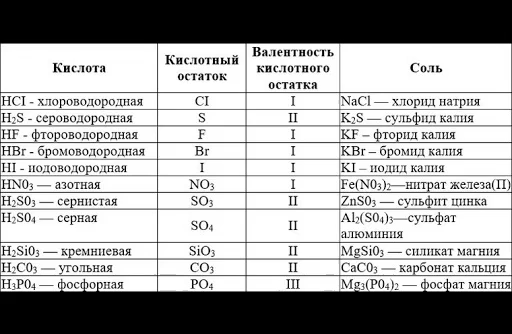 Кислота | Кислотный остаток | Валентность кислотного остатка | Соль
HCI - хлороводородная | CI | I | NaCl — хлорид натрия
H2S - сероводородная | S | II | K2S — сульфид калия
HF - фтороводородная | F | I | KF – фторид калия
HBr - бромоводородная | Br | I | KBr – бромид калия
HI - иодоводородная | I | I | KI – иодид калия
HN03 — азотная | NO3 | I | Fe(N03)2—нитрат железа(II)
H2S03 — сернистая | SO3 | II | ZnS03 — сульфит цинка
H2S04 — серная | SO4 | II | Al2(S04)3—сульфат алюминия
H2Si03 — кремниевая | SiO3 | II | MgSi03 — силикат магния
H2C03 — угольная | CO3 | II | CaC03 — карбонат кальция
H3P04 — фосфорная | PO4 | III | Mg3(P04)2 – фосфат магния